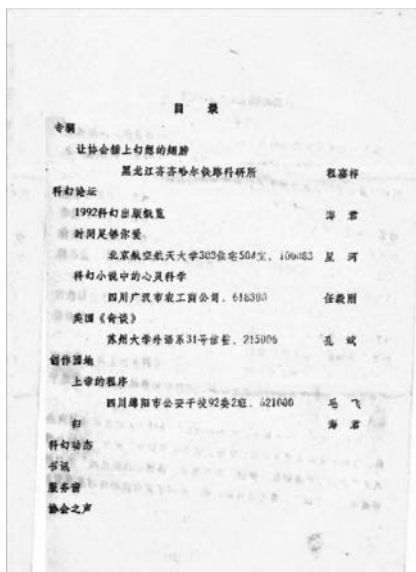 目 录
专稿
让协会插上幻想的翅膀
黑龙江齐齐哈尔铁路科研所 程嘉梓
科幻论坛
1992科幻出版概览 海 君
时间足够你爱
北京航空航天大学303住宅504室,100083 星 河
科幻小说中的心灵科学
四川广汉市农工商公司,618300 任毅刚
英国《奇谈》
苏州大学外语系31号信箱,215006 孔 斌
创作园地
上帝的程序
四川绵阳市公安干校92委2班,621000 毛 飞
归 海 君
科幻动态
书讯
服务窗
协会之声